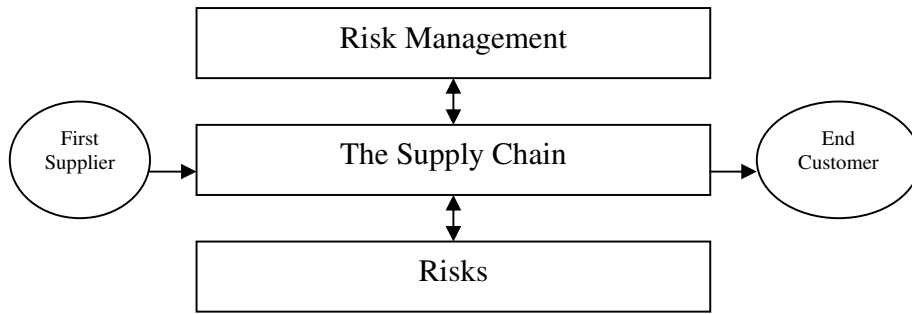 Risk Management
First
Supplier
The Supply Chain
End
Customer
Risks